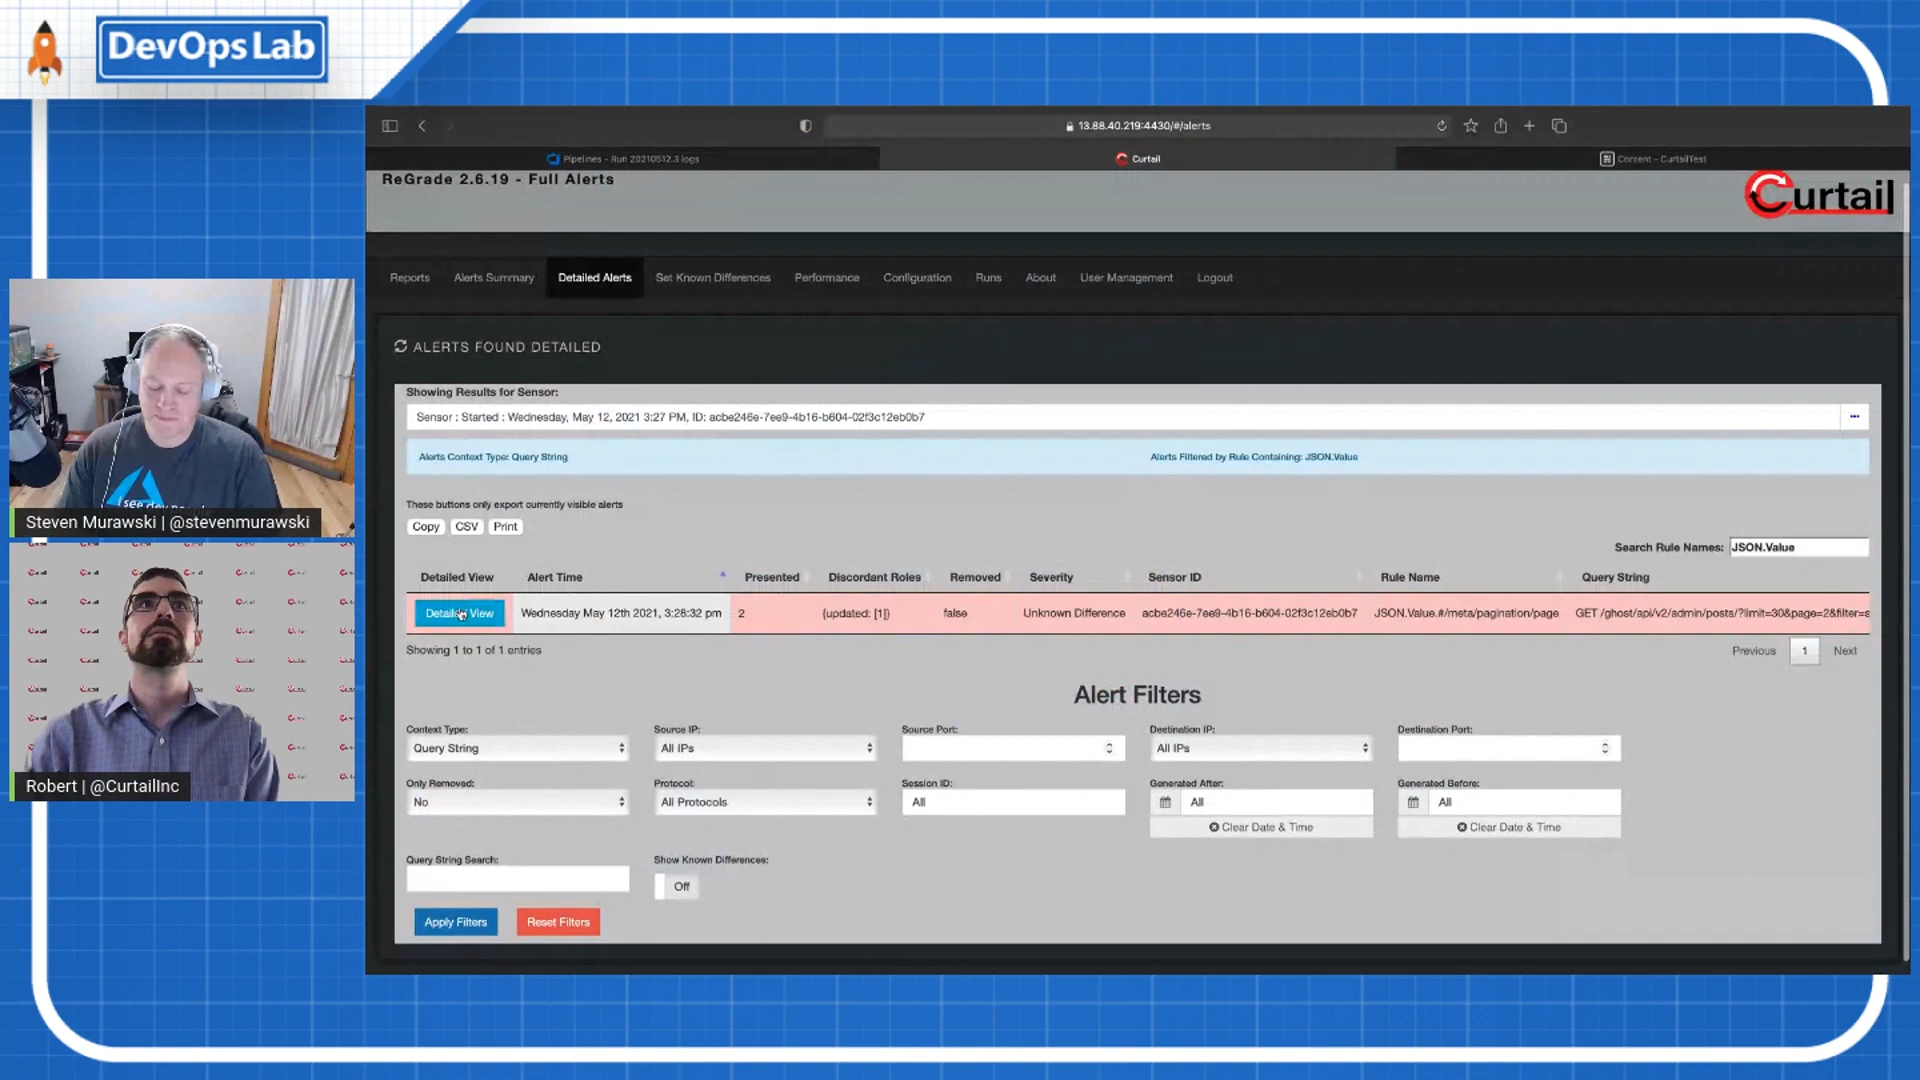 DevOps Lab
13.88.40.219:4430/#/alerts
Pipelines - Run 20210512.3 logs
Curtail
Content - CurtailTest
ReGrade 2.6.19 - Full Alerts
Curtail
Reports Alerts Summary Detailed Alerts Set Known Differences Performance Configuration Runs About User Management Logout
ALERTS FOUND DETAILED
Showing Results for Sensor:
Sensor : Started : Wednesday, May 12, 2021 3:27 PM, ID: acbe246e-7ee9-4b16-b604-02f3c12eb0b7
Alerts Context Type: Query String Alerts Filtered by Rule Containing: JSON.Value
These buttons only export currently visible alerts
Copy CSV Print
Search Rule Names: JSON.Value
Detailed View Alert Time Presented Discordant Roles Removed Severity Sensor ID Rule Name Query String
Detailed View Wednesday May 12th 2021, 3:28:32 pm 2 {updated: [1]} false Unknown Difference acbe246e-7ee9-4b16-b604-02f3c12eb0b7 JSON.Value.#/meta/pagination/page GET /ghost/api/v2/admin/posts/?limit=30&page=2&filter=s
Showing 1 to 1 of 1 entries
Previous 1 Next
Alert Filters
Context Type: Source IP: Source Port: Destination IP: Destination Port:
Query String All IPs All IPs
Only Removed: Protocol: Session ID: Generated After: Generated Before:
No All Protocols All All All
Clear Date & Time Clear Date & Time
Query String Search: Show Known Differences:
Off
Apply Filters Reset Filters
I see
Steven Murawski | @stevenmurawski
Robert | @CurtailInc